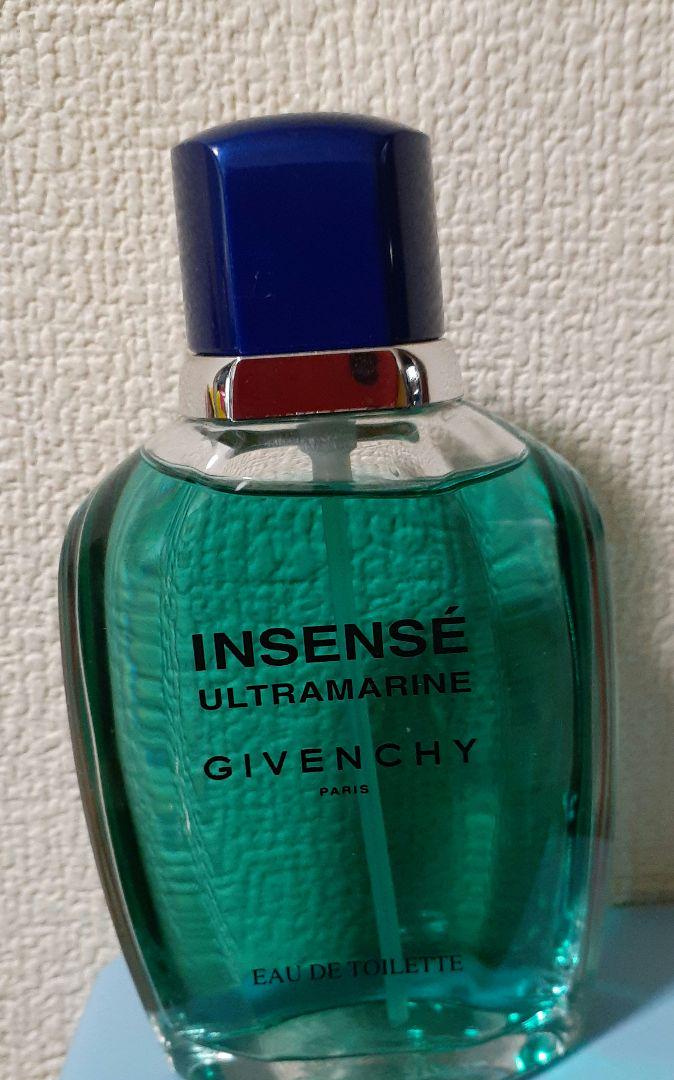 INSENSÉ
ULTRAMARINE
GIVENCHY
PARIS
EAU DE TOILETTE